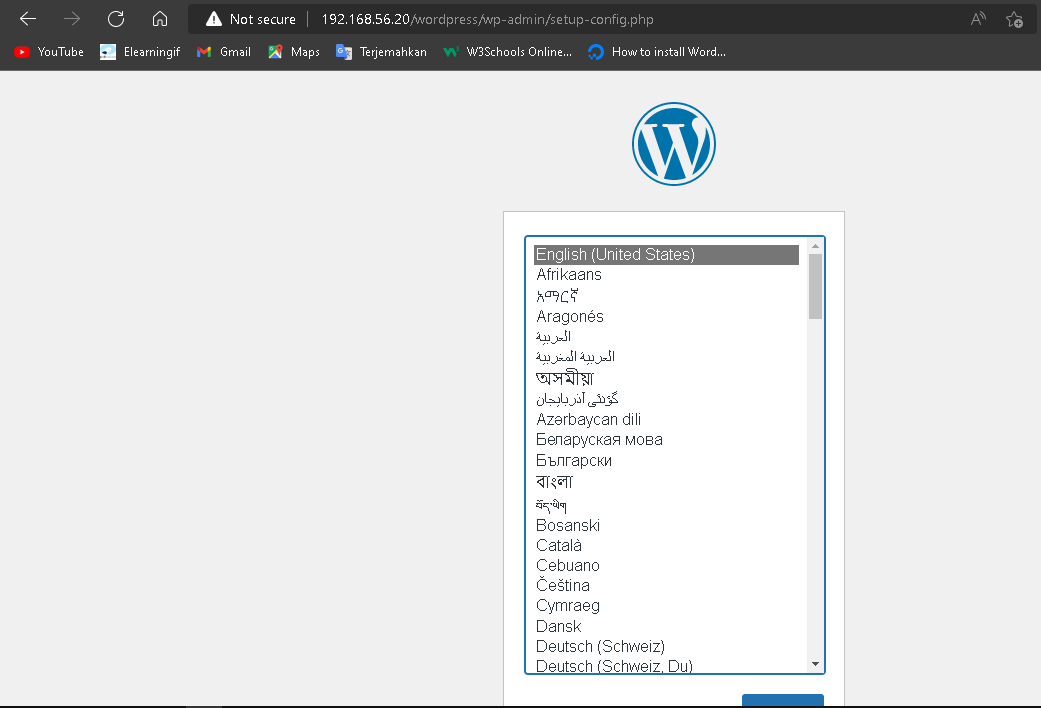 Not secure 192.168.56.20/wordpress/wp-admin/setup-config.php
YouTube Elearningif Gmail Maps Terjemahkan W3Schools Online... How to install Word...
English (United States)
Afrikaans
አማርኛ
Aragonés
العربية
العربية المغربية
অসমীয়া
گؤنئی آذربایجان
Azərbaycan dili
Беларуская мова
Български
বাংলা
བོད་ཡིག
Bosanski
Català
Cebuano
Čeština
Cymraeg
Dansk
Deutsch (Schweiz)
Deutsch (Schweiz, Du)